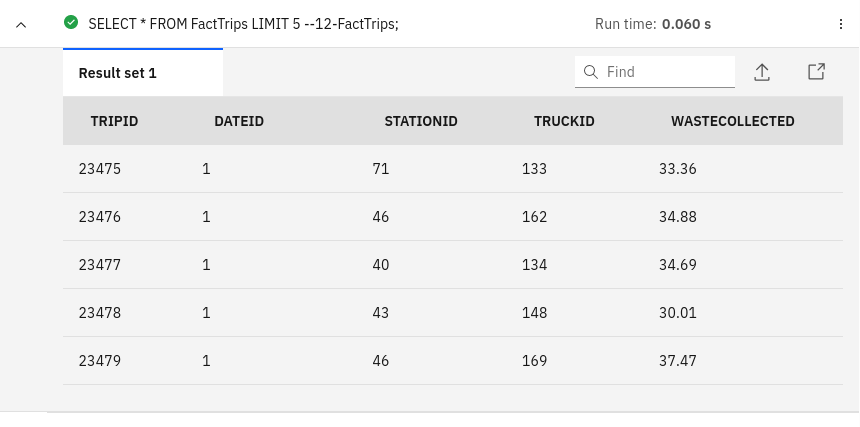 SELECT * FROM FactTrips LIMIT 5 --12-FactTrips; Run time: 0.060 s
Result set 1 Find
TRIPID DATEID STATIONID TRUCKID WASTECOLLECTED
23475 1 71 133 33.36
23476 1 46 162 34.88
23477 1 40 134 34.69
23478 1 43 148 30.01
23479 1 46 169 37.47